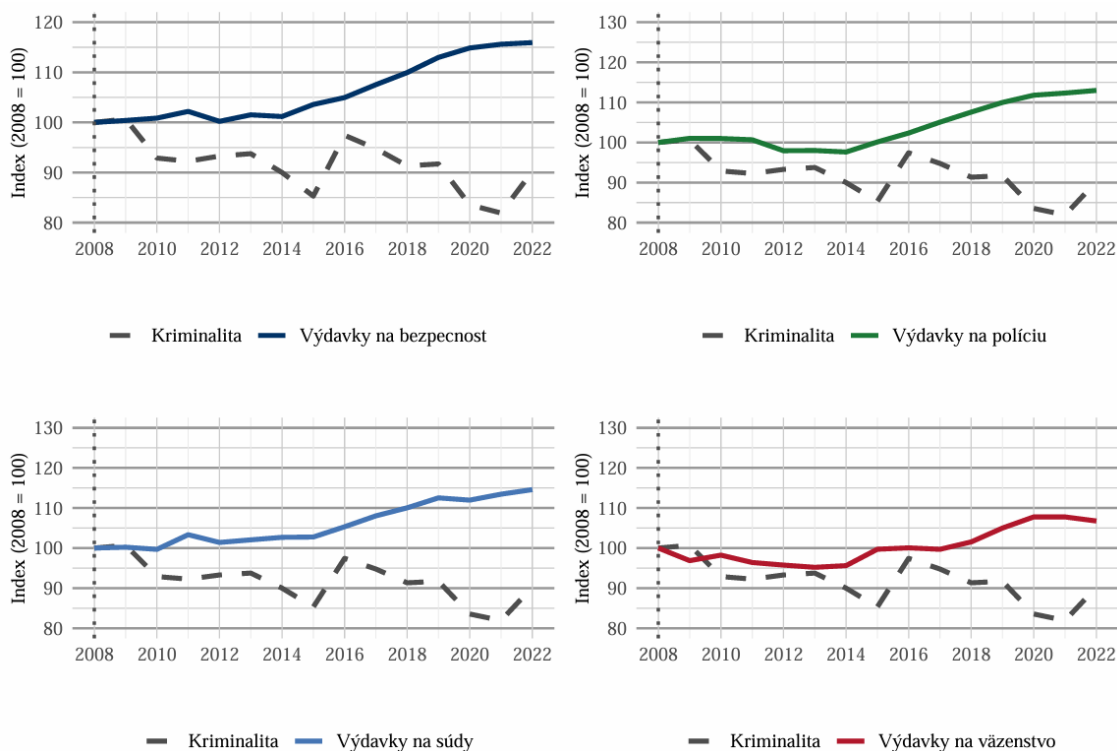 Index (2008 = 100)
120
110
100
90
80
2008 2010 2012 2014 2016 2018 2020 2022
Kriminalita Výdavky na bezpecnost
Index (2008 = 100)
130
120
110
100
90
80
2008 2010 2012 2014 2016 2018 2020 2022
Kriminalita Výdavky na políciu
Index (2008 = 100)
130
120
110
100
90
80
2008 2010 2012 2014 2016 2018 2020 2022
Kriminalita Výdavky na súdy
Index (2008 = 100)
130
120
110
100
90
80
2008 2010 2012 2014 2016 2018 2020 2022
Kriminalita Výdavky na väzenstvo